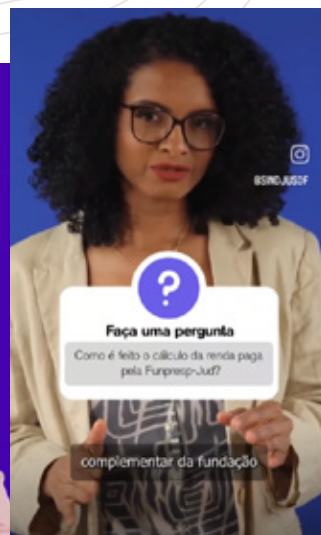 @SINDJUSDF
?
Faça uma pergunta
Como é feito o cálculo da renda paga
pela Funpresp-Jud?
complementar da fundação